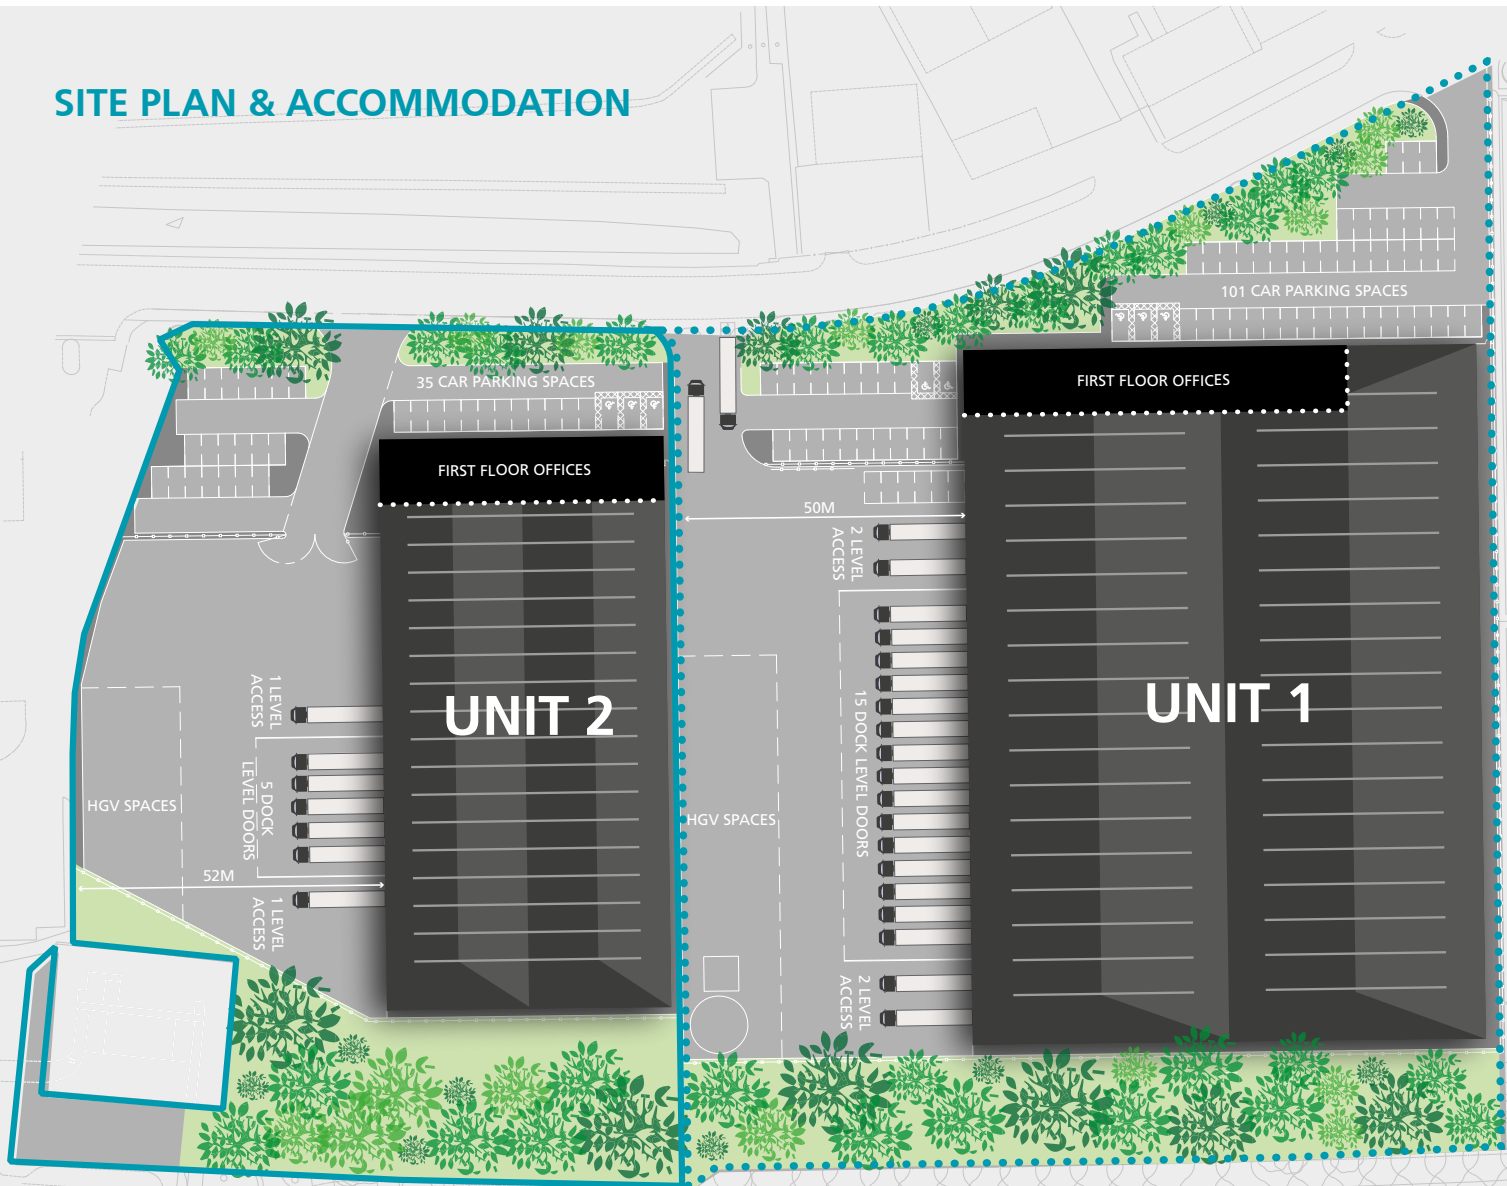 SITE PLAN & ACCOMMODATION
101 CAR PARKING SPACES
35 CAR PARKING SPACES
FIRST FLOOR OFFICES
FIRST FLOOR OFFICES
50M
2 LEVEL
ACCESS
1 LEVEL
ACCESS
UNIT 2
UNIT 1
15 DOCK LEVEL DOORS
5 DOCK
LEVEL DOORS
HGV SPACES
HGV SPACES
52M
1 LEVEL
ACCESS
2 LEVEL
ACCESS